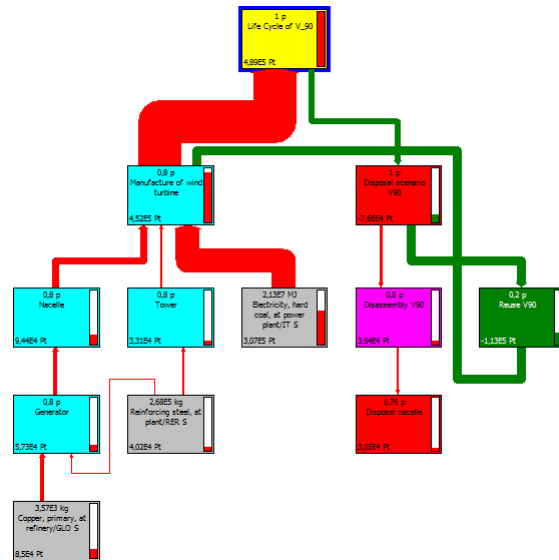 1 p
Life Cycle of V_90
4,89E5 Pt
0,8 p
Manufacture of wind
turbine
4,52E5 Pt
1 p
Disposal scenario
V90
-7,66E4 Pt
0,8 p
Nacelle
9,44E4 Pt
0,8 p
Tower
3,31E4 Pt
2,13E7 MJ
Electricity, hard
coal, at power
plant/IT S
3,07E5 Pt
0,8 p
Disassembly V90
3,64E4 Pt
0,2 p
Reuse V90
-1,13E5 Pt
0,8 p
Generator
5,73E4 Pt
2,68E5 kg
Reinforcing steel, at
plant/RER S
4,02E4 Pt
0,76 p
Disposal nacelle
3,05E4 Pt
3,57E3 kg
Copper, primary, at
refinery/GLO S
8,5E4 Pt